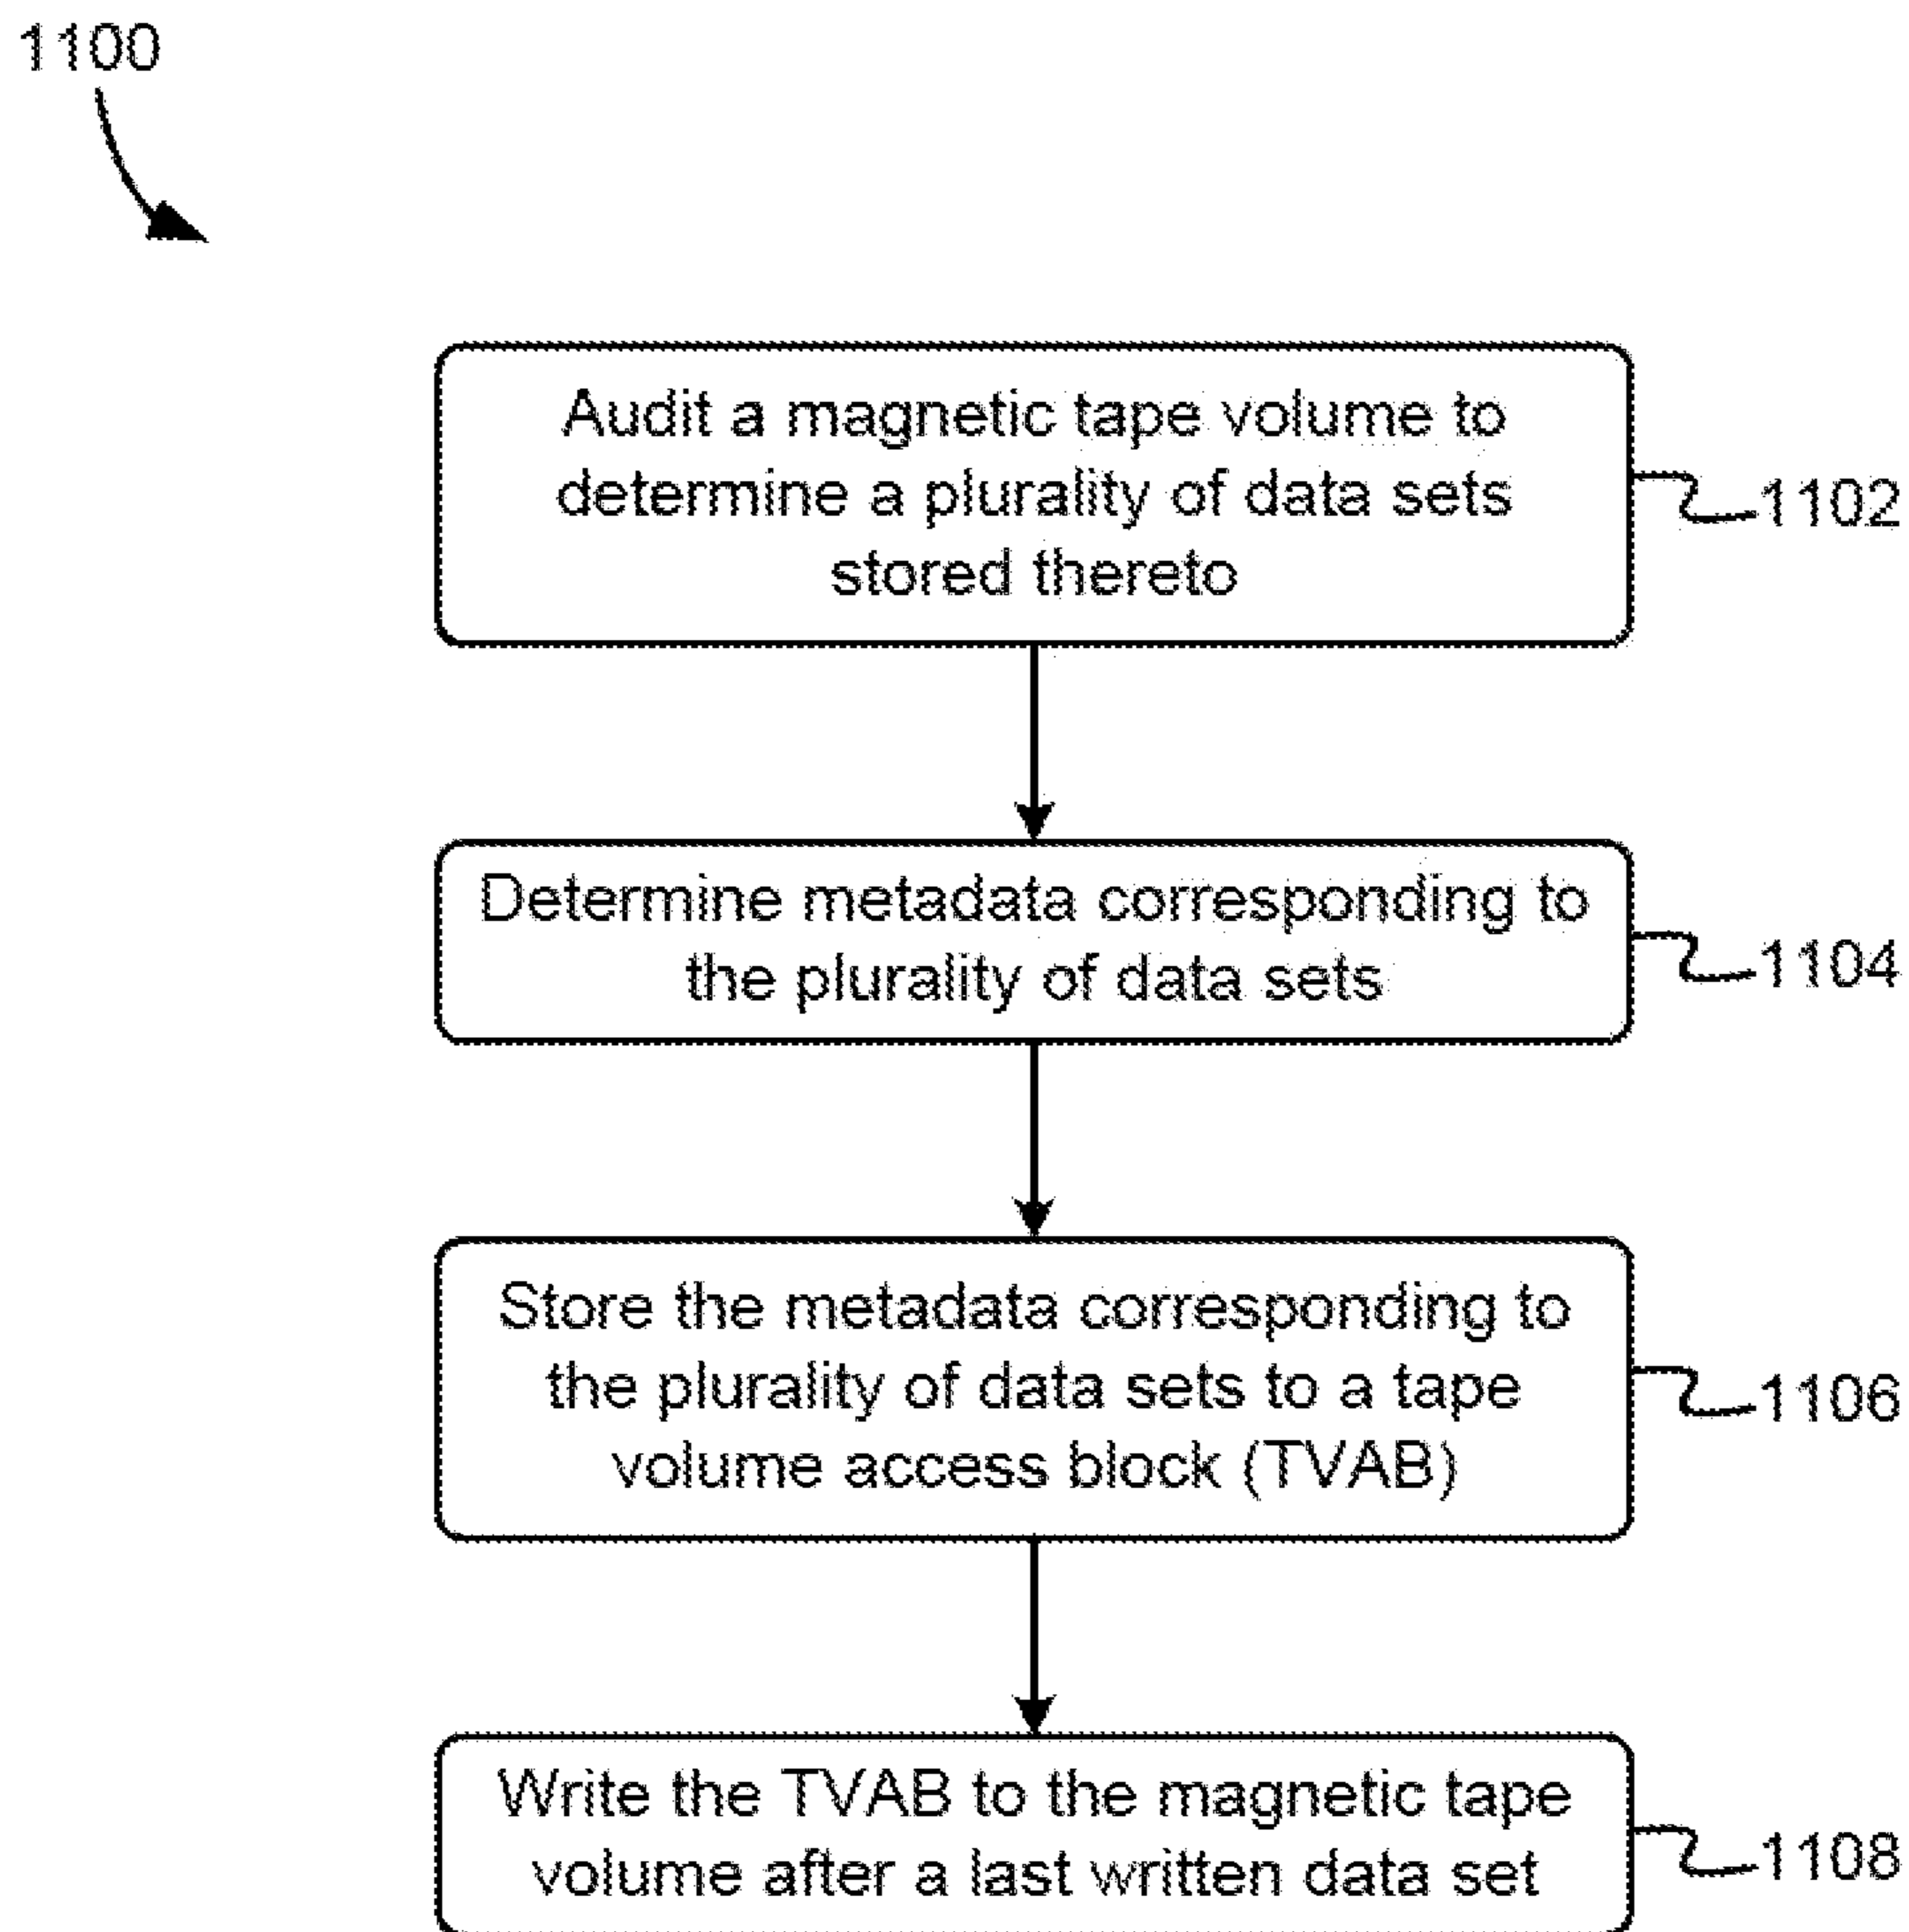 1100
Audit a magnetic tape volume to
determine a plurality of data sets
stored thereto
1102
Determine metadata corresponding to
the plurality of data sets
1104
Store the metadata corresponding to
the plurality of data sets to a tape
volume access block (TVAB)
1106
Write the TVAB to the magnetic tape
volume after a last written data set
1108